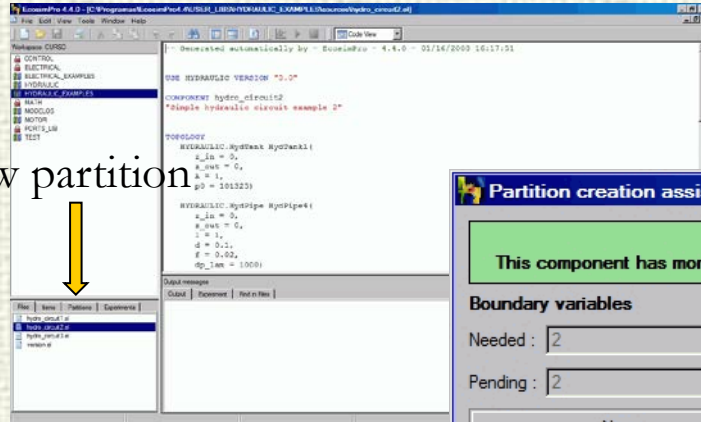 EcosimPro 4.4.0 - [C:\Programas\EcosimPro4.4\USER_LIBS\HYDRAULIC_EXAMPLES\sources\hydro_circuit2.el]
File Edit View Tools Window Help
Code View
Workspace CURSO
CONTROL
ELECTRICAL
ELECTRICAL_EXAMPLES
HYDRAULIC
HYDRAULIC_EXAMPLES
MATH
MODELOS
MOTOR
PORTS_LIB
TEST
-- Generated automatically by - EcosimPro - 4.4.0 - 01/16/2008 16:17:51
USE HYDRAULIC VERSION "3.0"
COMPONENT hydro_circuit2
"Simple hydraulic circuit example 2"
TOPOLOGY
HYDRAULIC.HydTank HydTank1(
z_in = 0,
z_out = 0,
A = 1,
p0 = 101325)
HYDRAULIC.HydPipe HydPipe4(
z_in = 0,
z_out = 0,
l = 1,
d = 0.1,
f = 0.02,
dp_lam = 1000)
w partition
Files Items Partitions Experiments
hydro_circuit1.el
hydro_circuit2.el
hydro_circuit3.el
version.el
Output messages
Output Experiment Find in Files
Partition creation assi
This component has mor
Boundary variables
Needed : 2
Pending : 2